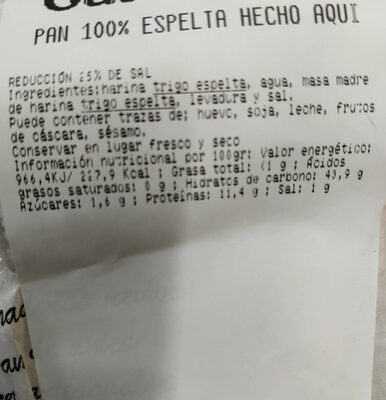 PAN 100% ESPELTA HECHO AQUI
REDUCCIÓN 25% DE SAL
Ingredientes:harina trigo espelta, agua, masa madre
de harina trigo espelta, levadura y sal.
Puede contener trazas de; huevo, soja, leche, frutos
de cáscara, sésamo.
Conservar en lugar fresco y seco
Información nutricional por 100gr: Valor energético:
966,4KJ/ 227,9 Kcal ; Grasa total: <1 g ; Ácidos
grasos saturados: 0 g ; Hidratos de carbono: 43,9 g
Azúcares: 1,6 g ; Proteínas: 11,4 g ; Sal: 1 g